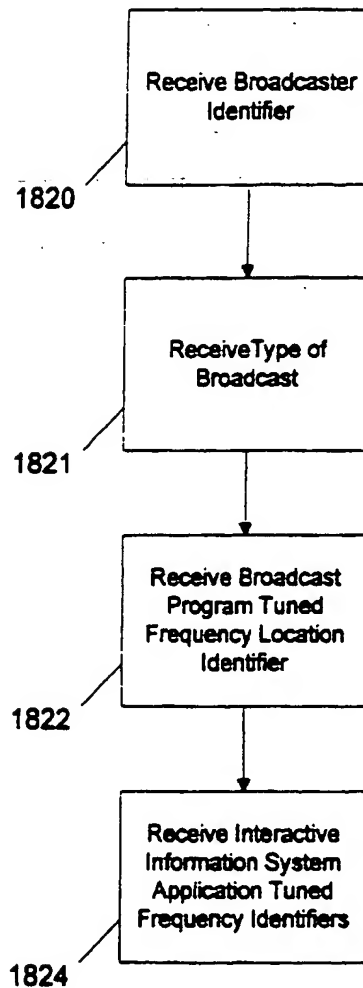 Receive Broadcaster
Identifier
1820
ReceiveType of
Broadcast
1821
Receive Broadcast
Program Tuned
Frequency Location
Identifier
1822
Receive Interactive
Information System
Application Tuned
Frequency Identifiers
1824